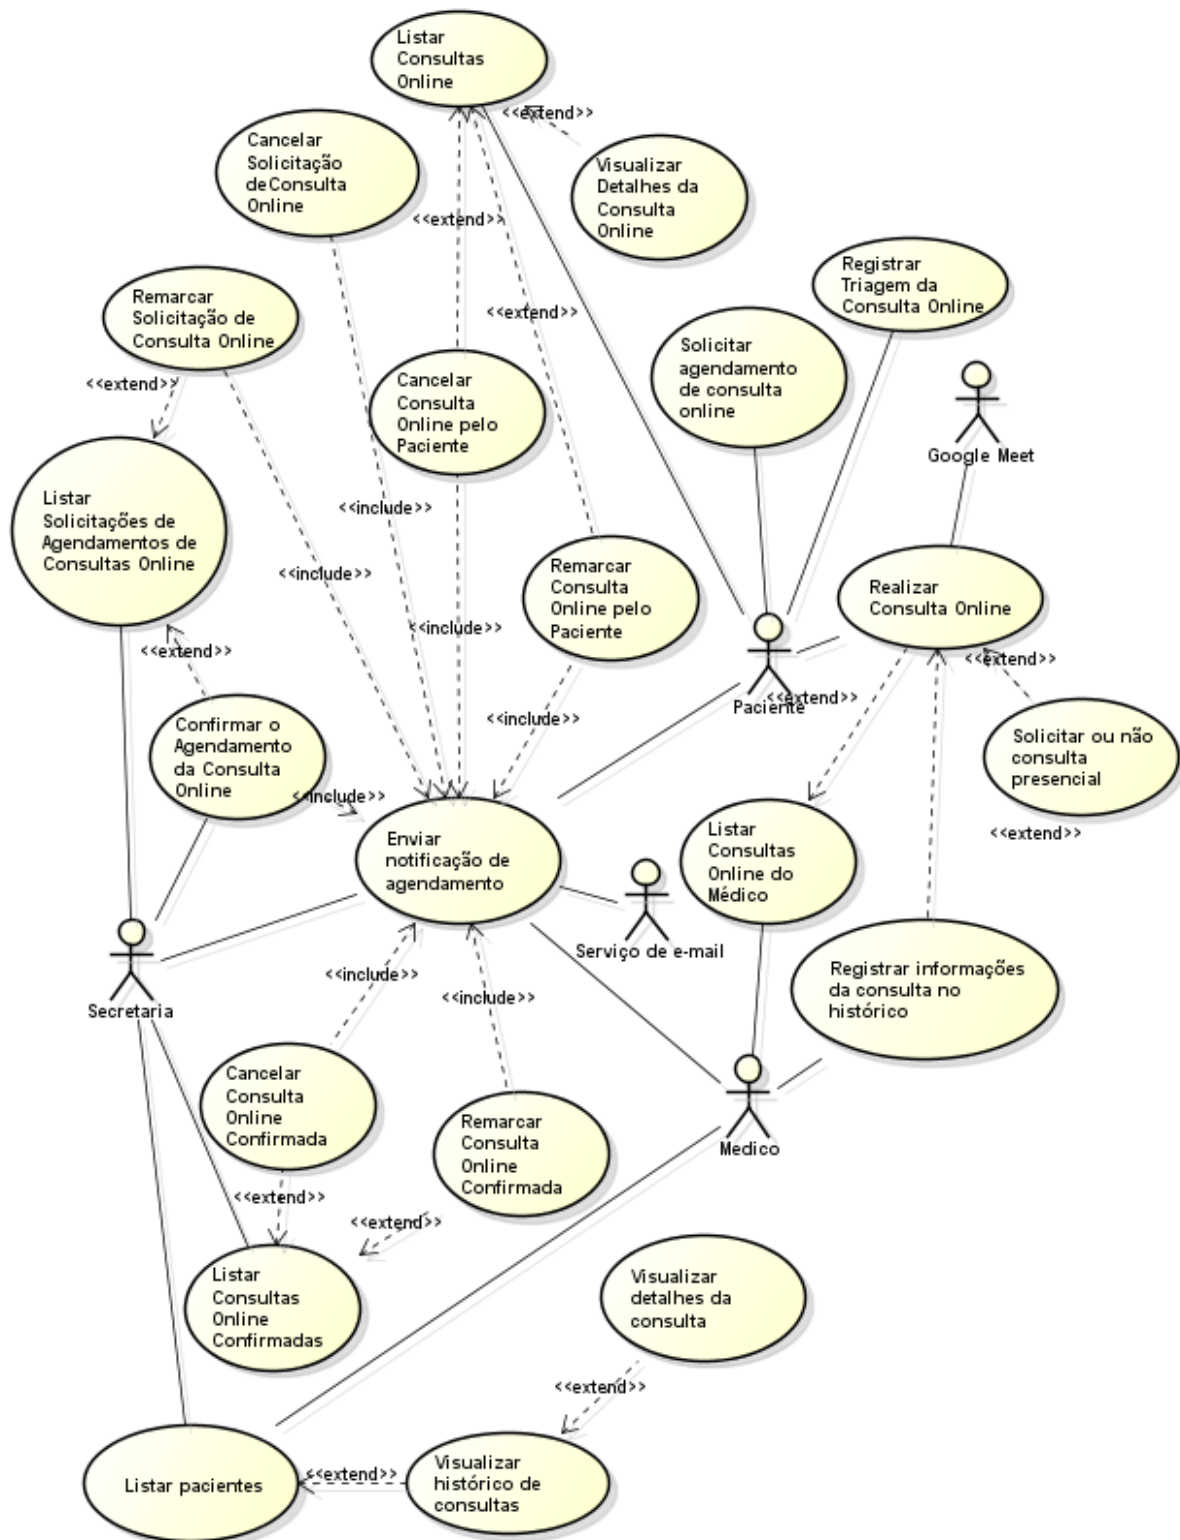 Listar
Consultas
Online
<<extend>>
Cancelar
Solicitação
de Consulta
Online
Visualizar
Detalhes da
Consulta
Online
<<extend>>
Registrar
Triagem da
Consulta Online
Remarcar
Solicitação de
Consulta Online
<<extend>>
Solicitar
agendamento
de consulta
online
<<extend>>
Cancelar
Consulta
Online pelo
Paciente
Google Meet
Listar
Solicitações de
Agendamentos de
Consultas Online
<<include>>
<<include>>
Remarcar
Consulta
Online pelo
Paciente
Realizar
Consulta Online
<<include>>
<<extend>>
<<extend>>
<<extend>>
Paciente
<<include>>
Confirmar o
Agendamento
da Consulta
Online
Solicitar ou não
consulta
presencial
<<include>>
<<extend>>
Enviar
notificação de
agendamento
Listar
Consultas
Online do
Médico
Serviço de e-mail
<<include>>
<<include>>
Registrar informações
da consulta no
histórico
Secretaria
Cancelar
Consulta
Online
Confirmada
Remarcar
Consulta
Online
Confirmada
Medico
<<extend>>
<<extend>>
Listar
Consultas
Online
Confirmadas
Visualizar
detalhes da
consulta
<<extend>>
Listar pacientes
<<extend>>
Visualizar
histórico de
consultas